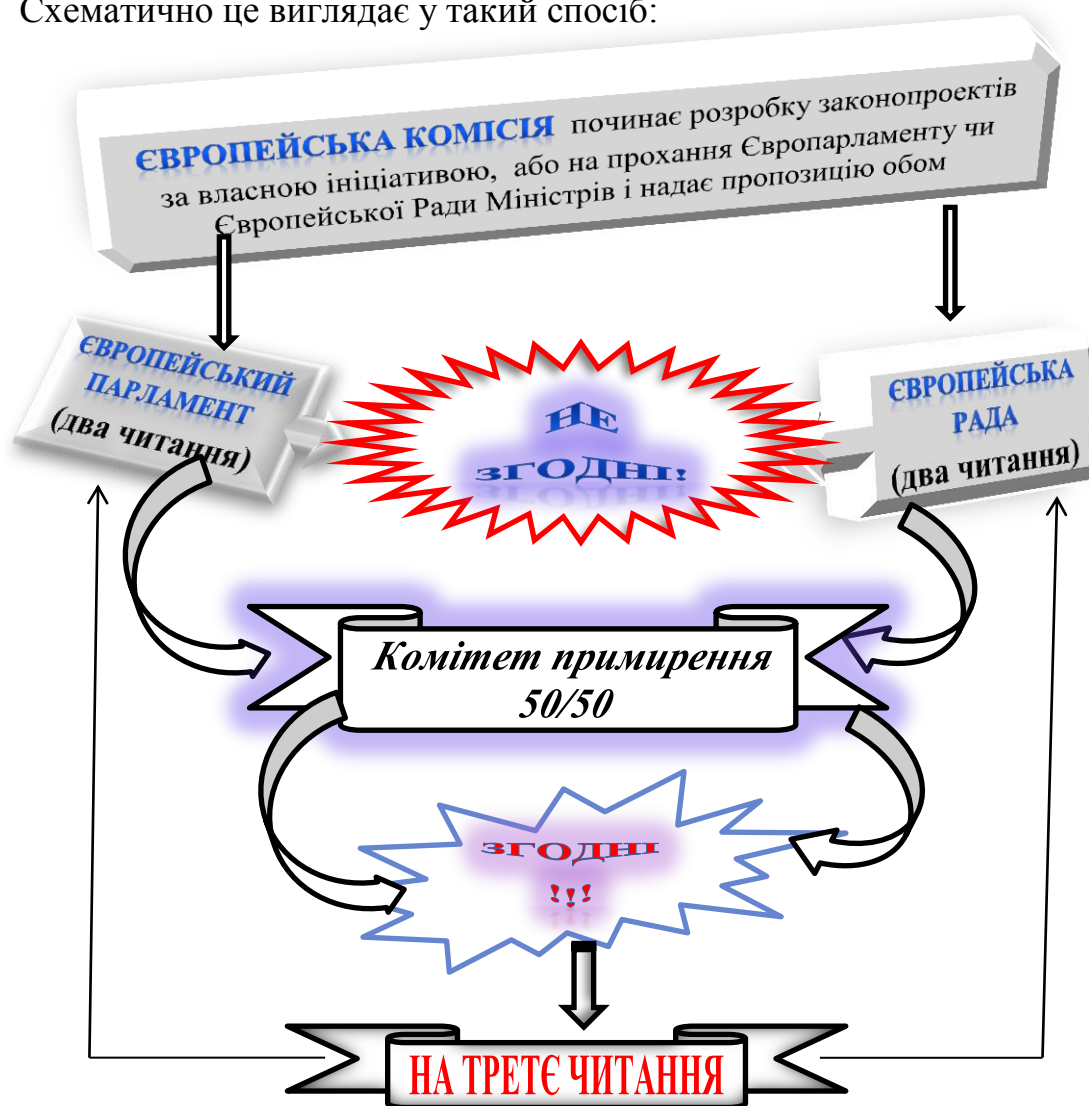 Схематично це виглядає у такий спосіб:
ЄВРОПЕЙСЬКА КОМІСІЯ починає розробку законопроектів
за власною ініціативою, або на прохання Європарламенту чи
Європейської Ради Міністрів і надає пропозицію обом
ЄВРОПЕЙСЬКИЙ
ПАРЛАМЕНТ
(два читання)
НЕ
ЗГОДНІ!
ЄВРОПЕЙСЬКА
РАДА
(два читання)
Комітет примирення
50/50
ЗГОДНІ
!!!
НА ТРЕТЄ ЧИТАННЯ